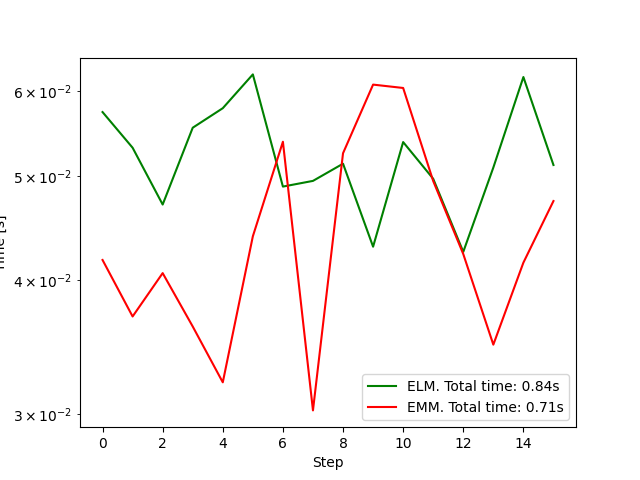 6 × 10⁻²
5 × 10⁻²
4 × 10⁻²
3 × 10⁻²
Time [s]
0 2 4 6 8 10 12 14
Step
ELM. Total time: 0.84s
EMM. Total time: 0.71s